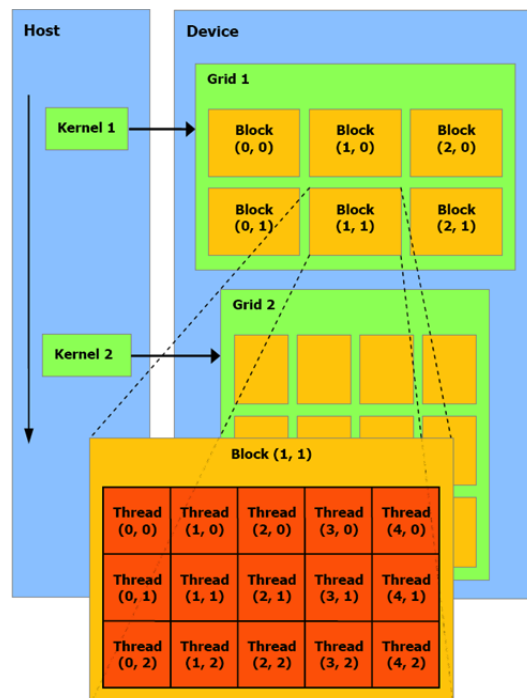 Host
Device
Grid 1
Kernel 1
Block Block Block
(0, 0) (1, 0) (2, 0)
Block Block Block
(0, 1) (1, 1) (2, 1)
Grid 2
Kernel 2
Block (1, 1)
Thread Thread Thread Thread Thread
(0, 0) (1, 0) (2, 0) (3, 0) (4, 0)
Thread Thread Thread Thread Thread
(0, 1) (1, 1) (2, 1) (3, 1) (4, 1)
Thread Thread Thread Thread Thread
(0, 2) (1, 2) (2, 2) (3, 2) (4, 2)